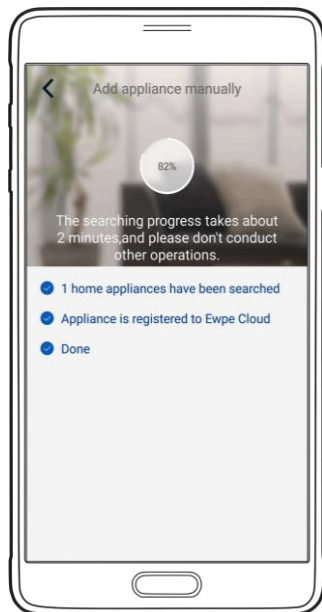 Add appliance manually
82%
The searching progress takes about
2 minutes,and please don't conduct
other operations.
1 home appliances have been searched
Appliance is registered to Ewpe Cloud
Done